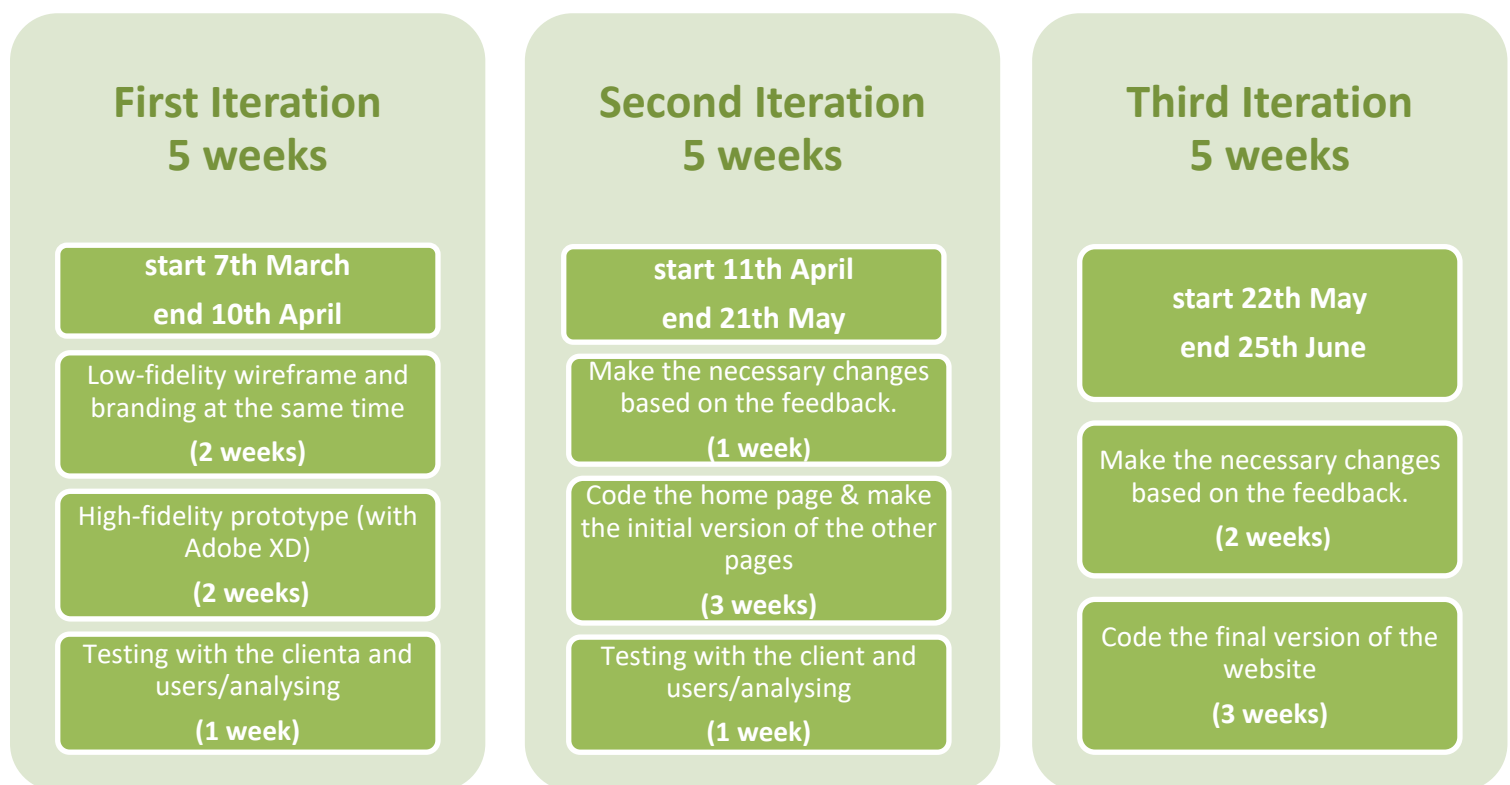 First Iteration
5 weeks
start 7th March
end 10th April
Low-fidelity wireframe and
branding at the same time
(2 weeks)
High-fidelity prototype (with
Adobe XD)
(2 weeks)
Testing with the clienta and
users/analysing
(1 week)
Second Iteration
5 weeks
start 11th April
end 21th May
Make the necessary changes
based on the feedback.
(1 week)
Code the home page & make
the initial version of the other
pages
(3 weeks)
Testing with the client and
users/analysing
(1 week)
Third Iteration
5 weeks
start 22th May
end 25th June
Make the necessary changes
based on the feedback.
(2 weeks)
Code the final version of the
website
(3 weeks)